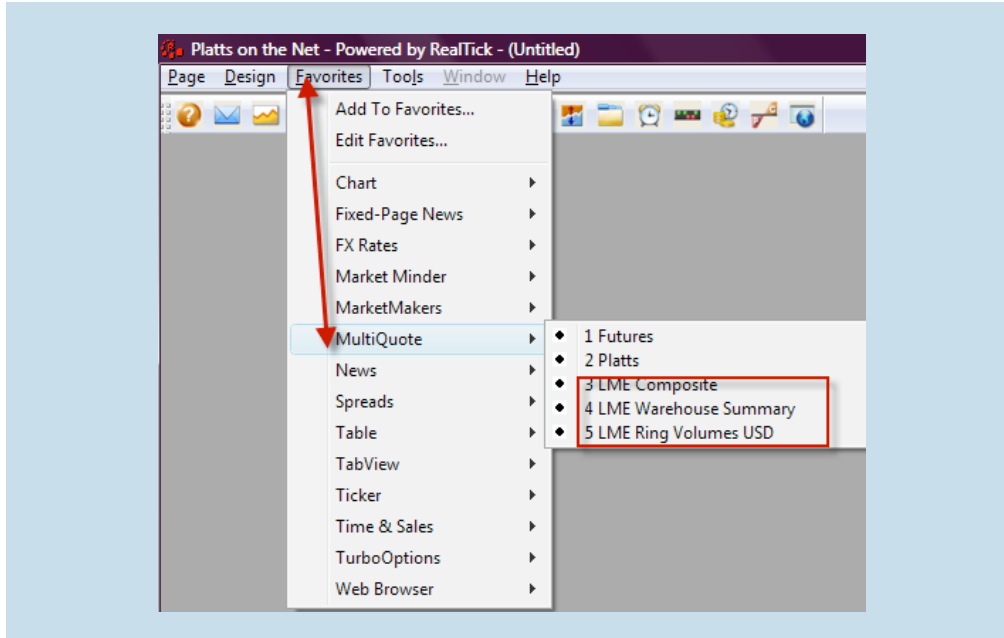 Platts on the Net - Powered by RealTick - (Untitled)
Page Design Favorites Tools Window Help
Add To Favorites...
Edit Favorites...
Chart
Fixed-Page News
FX Rates
Market Minder
MarketMakers
MultiQuote
News
Spreads
Table
TabView
Ticker
Time & Sales
TurboOptions
Web Browser
1 Futures
2 Platts
3 LME Composite
4 LME Warehouse Summary
5 LME Ring Volumes USD